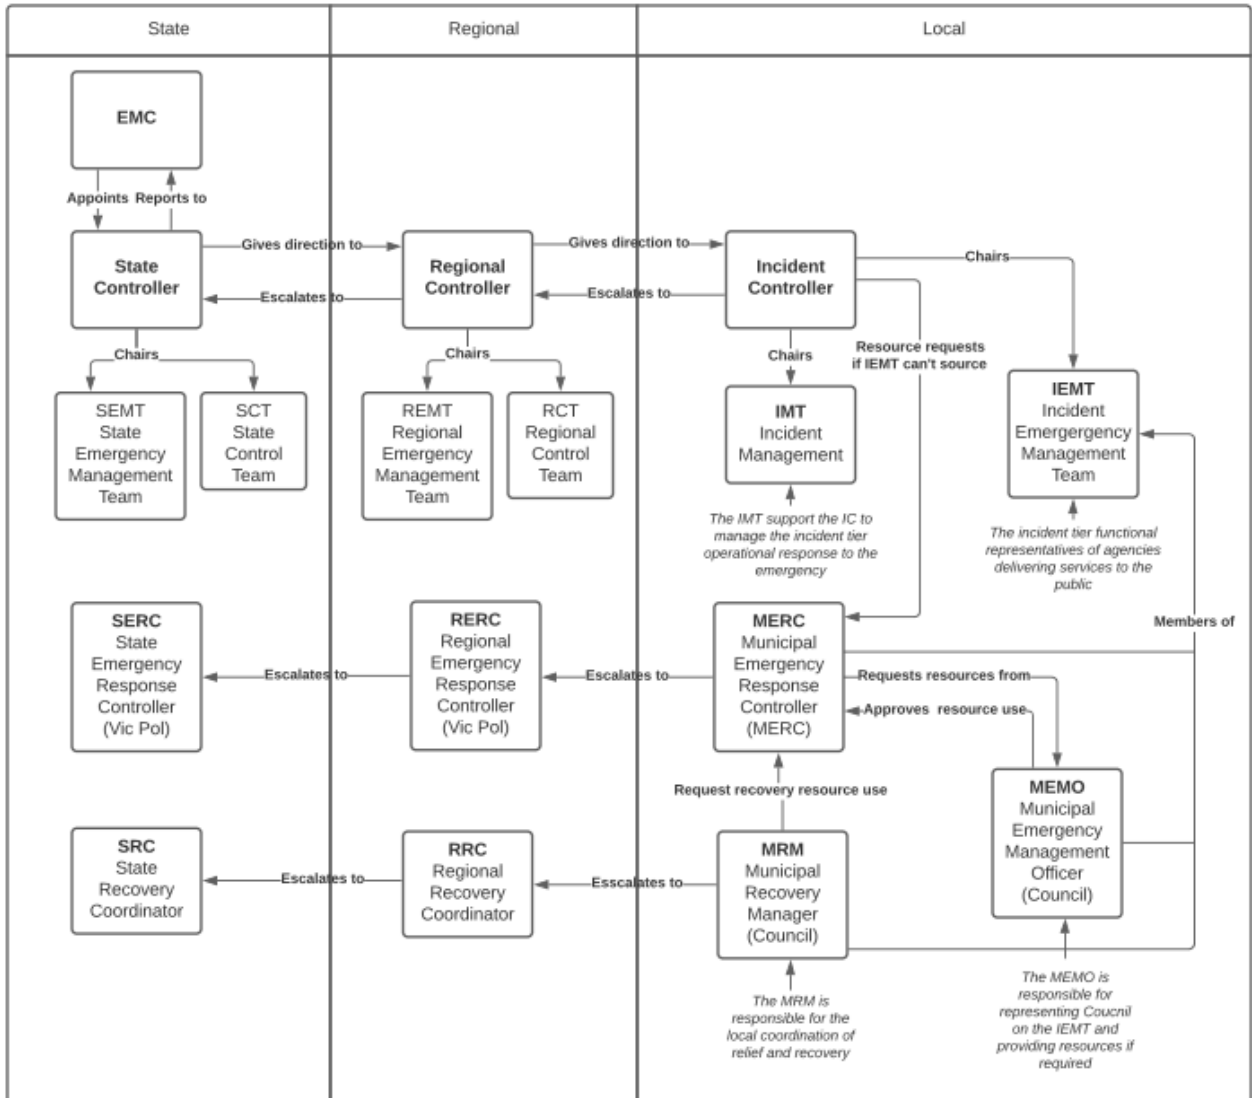 State
Regional
Local
EMC
Appoints
Reports to
State
Controller
Gives direction to
Escalates to
Regional
Controller
Gives direction to
Escalates to
Incident
Controller
Chairs
Chairs
Chairs
Chairs
Resource requests
if IEMT can't source
SEMT
State
Emergency
Management
Team
SCT
State
Control
Team
REMT
Regional
Emergency
Management
Team
RCT
Regional
Control
Team
IMT
Incident
Management
IEMT
Incident
Emergergency
Management
Team
The IMT support the IC to
manage the incident tier
operational response to the
emergency
The incident tier functional
representatives of agencies
delivering services to the
public
SERC
State
Emergency
Response
Controller
(Vic Pol)
Escalates to
RERC
Regional
Emergency
Response
Controller
(Vic Pol)
Escalates to
MERC
Municipal
Emergency
Response
Controller
(MERC)
Members of
Requests resources from
Approves resource use
Request recovery resource use
MEMO
Municipal
Emergency
Management
Officer
(Council)
SRC
State
Recovery
Coordinator
Escalates to
RRC
Regional
Recovery
Coordinator
Esscalates to
MRM
Municipal
Recovery
Manager
(Council)
The MRM is
responsible for the
local coordination of
relief and recovery
The MEMO is
responsible for
representing Coucnil
on the IEMT and
providing resources if
required